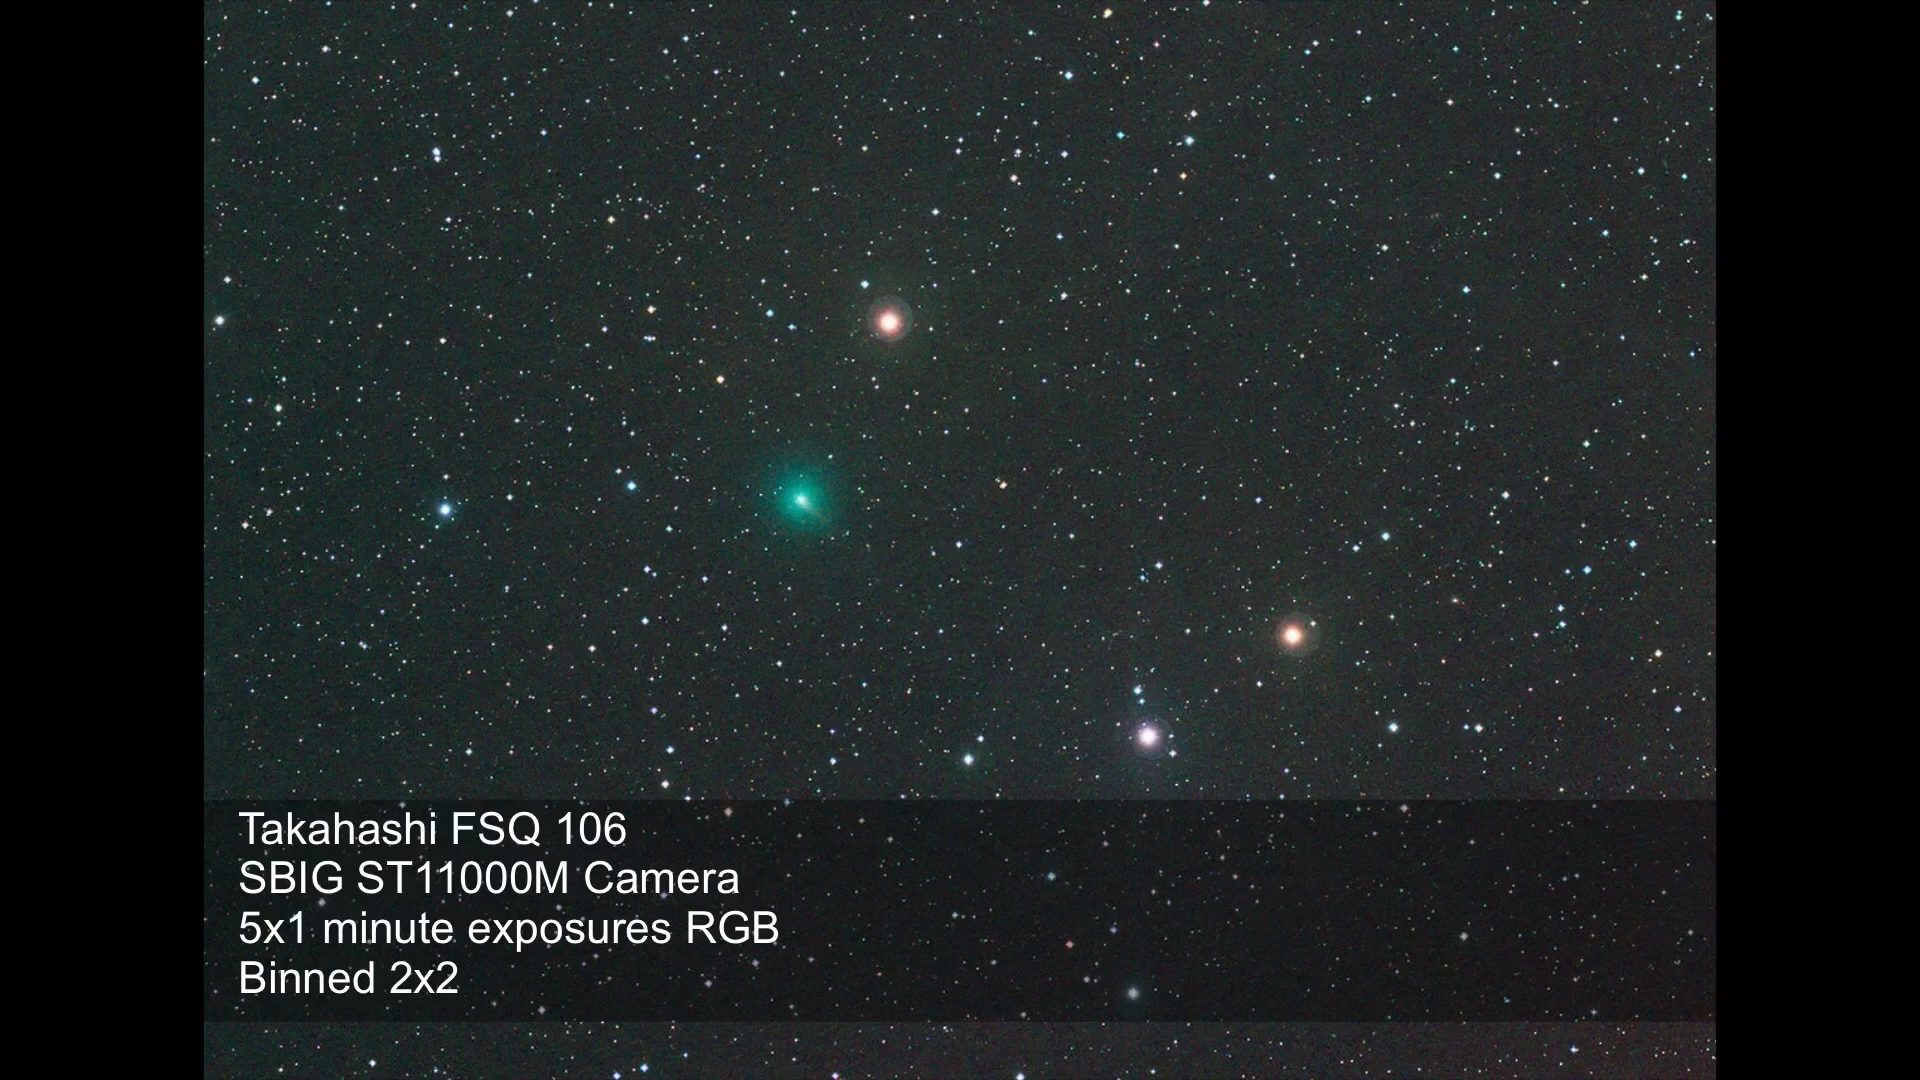 Takahashi FSQ 106
SBIG ST11000M Camera
5x1 minute exposures RGB
Binned 2x2